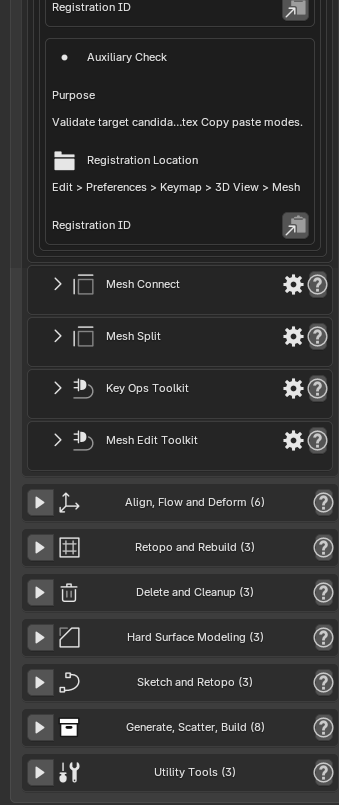 Registration ID
Auxiliary Check
Purpose
Validate target candida...tex Copy paste modes.
Registration Location
Edit > Preferences > Keymap > 3D View > Mesh
Registration ID
Mesh Connect
Mesh Split
Key Ops Toolkit
Mesh Edit Toolkit
Align, Flow and Deform (6)
Retopo and Rebuild (3)
Delete and Cleanup (3)
Hard Surface Modeling (3)
Sketch and Retopo (3)
Generate, Scatter, Build (8)
Utility Tools (3)